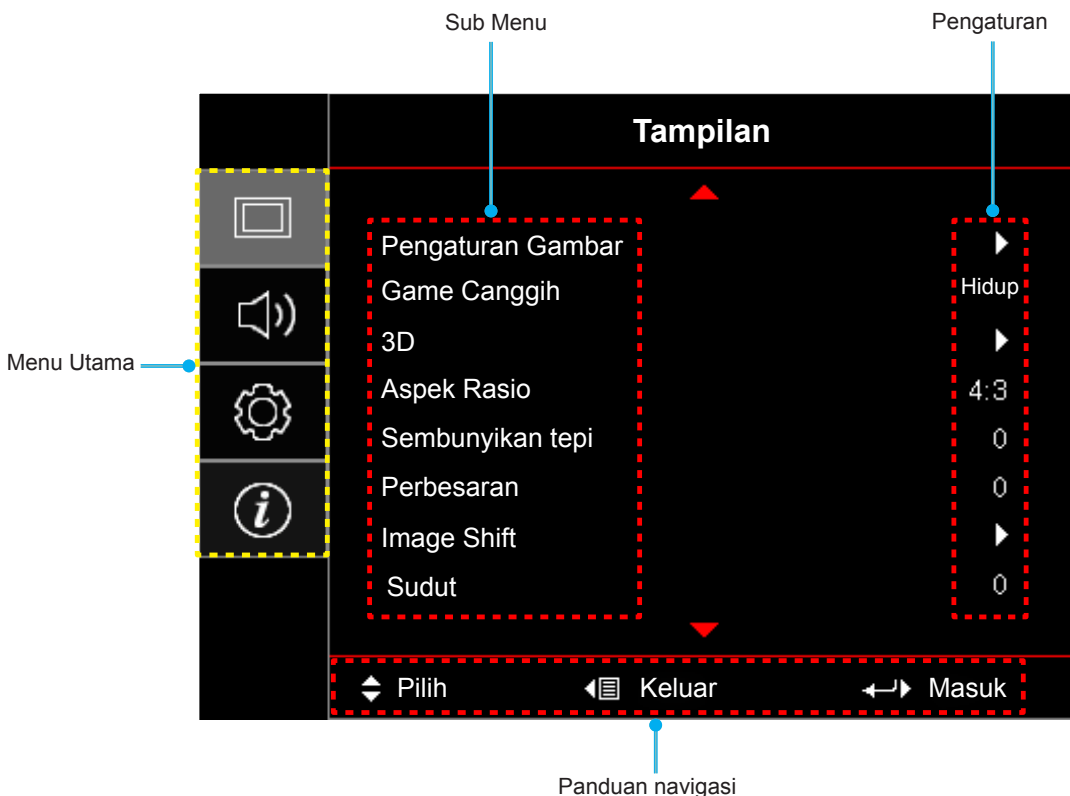 Sub Menu
Pengaturan
Tampilan
Menu Utama
Pengaturan Gambar
Game Canggih Hidup
3D
Aspek Rasio 4:3
Sembunyikan tepi 0
Perbesaran 0
Image Shift
Sudut 0
Pilih Keluar Masuk
Panduan navigasi